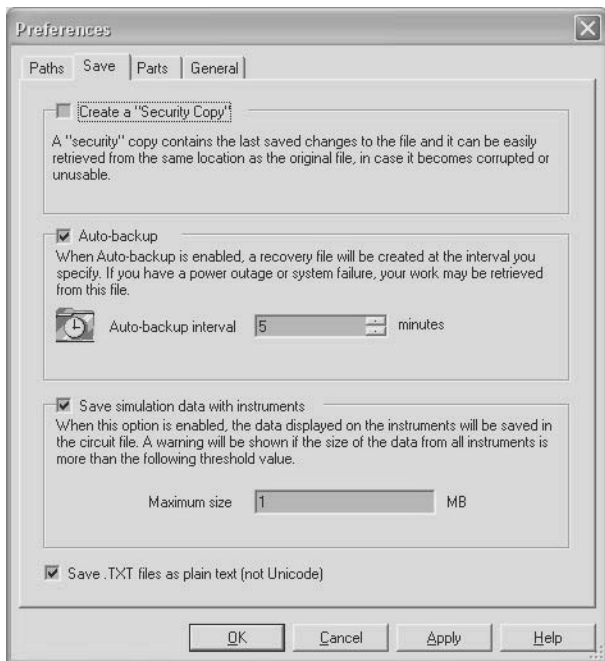 Preferences
Paths Save Parts General
Create a "Security Copy"
A "security" copy contains the last saved changes to the file and it can be easily
retrieved from the same location as the original file, in case it becomes corrupted or
unusable.
Auto-backup
When Auto-backup is enabled, a recovery file will be created at the interval you
specify. If you have a power outage or system failure, your work may be retrieved
from this file.
Auto-backup interval 5 minutes
Save simulation data with instruments
When this option is enabled, the data displayed on the instruments will be saved in
the circuit file. A warning will be shown if the size of the data from all instruments is
more than the following threshold value.
Maximum size 1 MB
Save .TXT files as plain text (not Unicode)
OK Cancel Apply Help